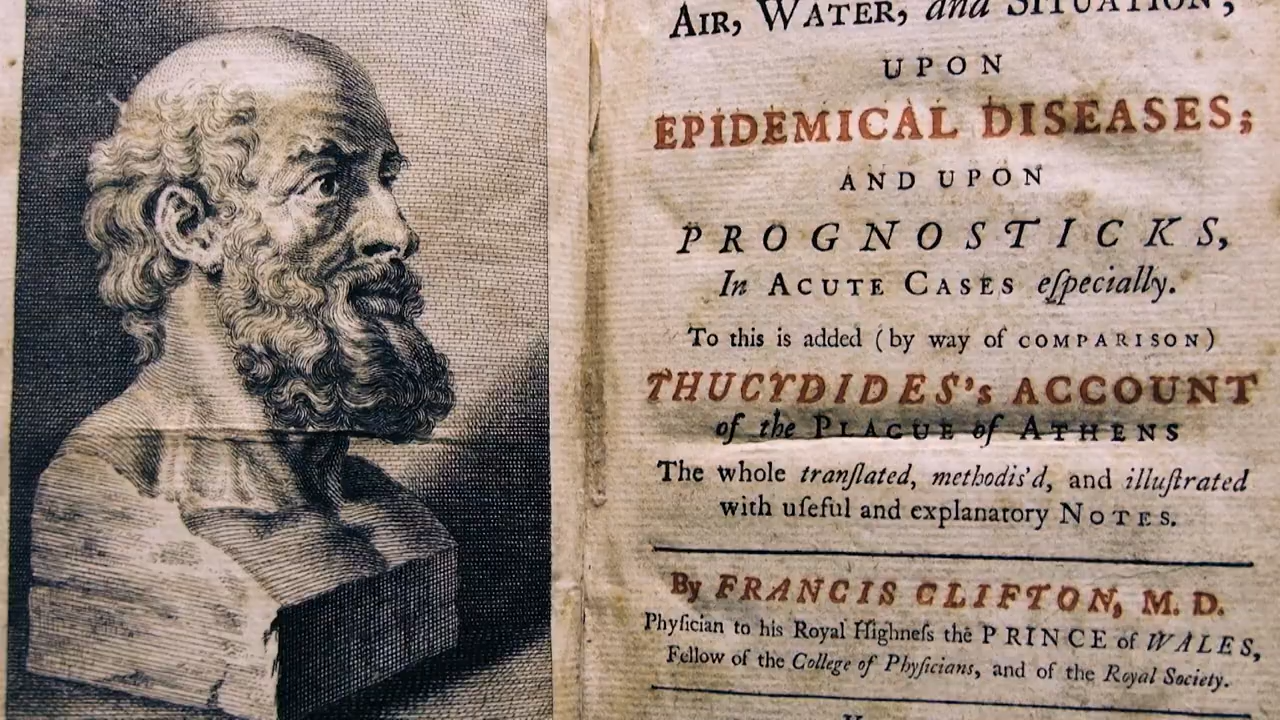 AIR, WATER, and SITUATION;
UPON
EPIDEMICAL DISEASES;
AND UPON
PROGNOSTICKS,
In ACUTE CASES eſpecially.
To this is added (by way of COMPARISON)
THUCYDIDES's ACCOUNT
of the PLAGUE of ATHENS
The whole tranſlated, methodis'd, and illuſtrated
with uſeful and explanatory NOTES.
By FRANCIS CLIFTON, M. D.
Phyſician to his Royal Highneſs the PRINCE of WALES,
Fellow of the College of Phyſicians, and of the Royal Society.